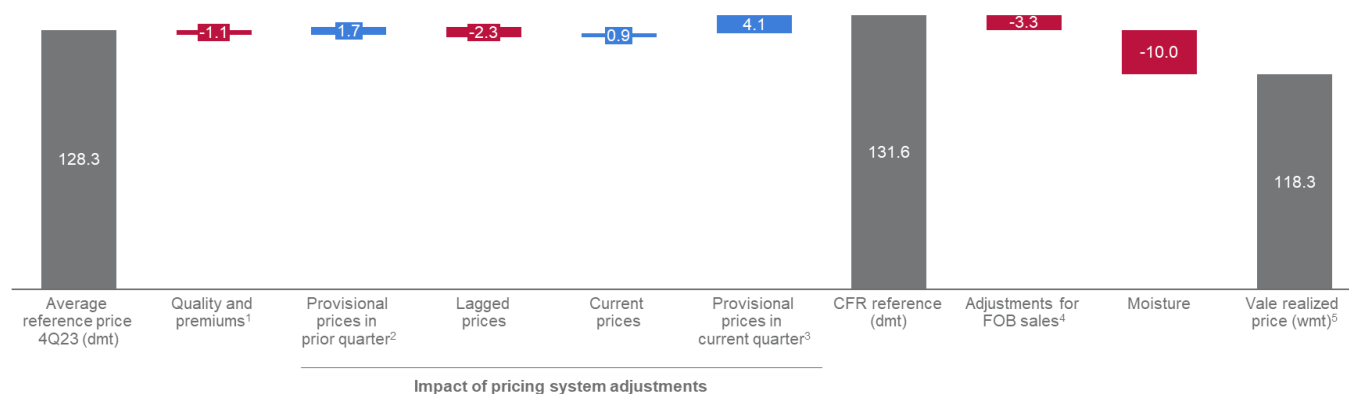 128.3
-1.1
1.7
-2.3
0.9
4.1
131.6
-3.3
-10.0
118.3
Average
reference price
4Q23 (dmt)
Quality and
premiums¹
Provisional
prices in
prior quarter²
Lagged
prices
Current
prices
Provisional
prices in
current quarter³
CFR reference
(dmt)
Adjustments for
FOB sales⁴
Moisture
Vale realized
price (wmt)⁵
Impact of pricing system adjustments